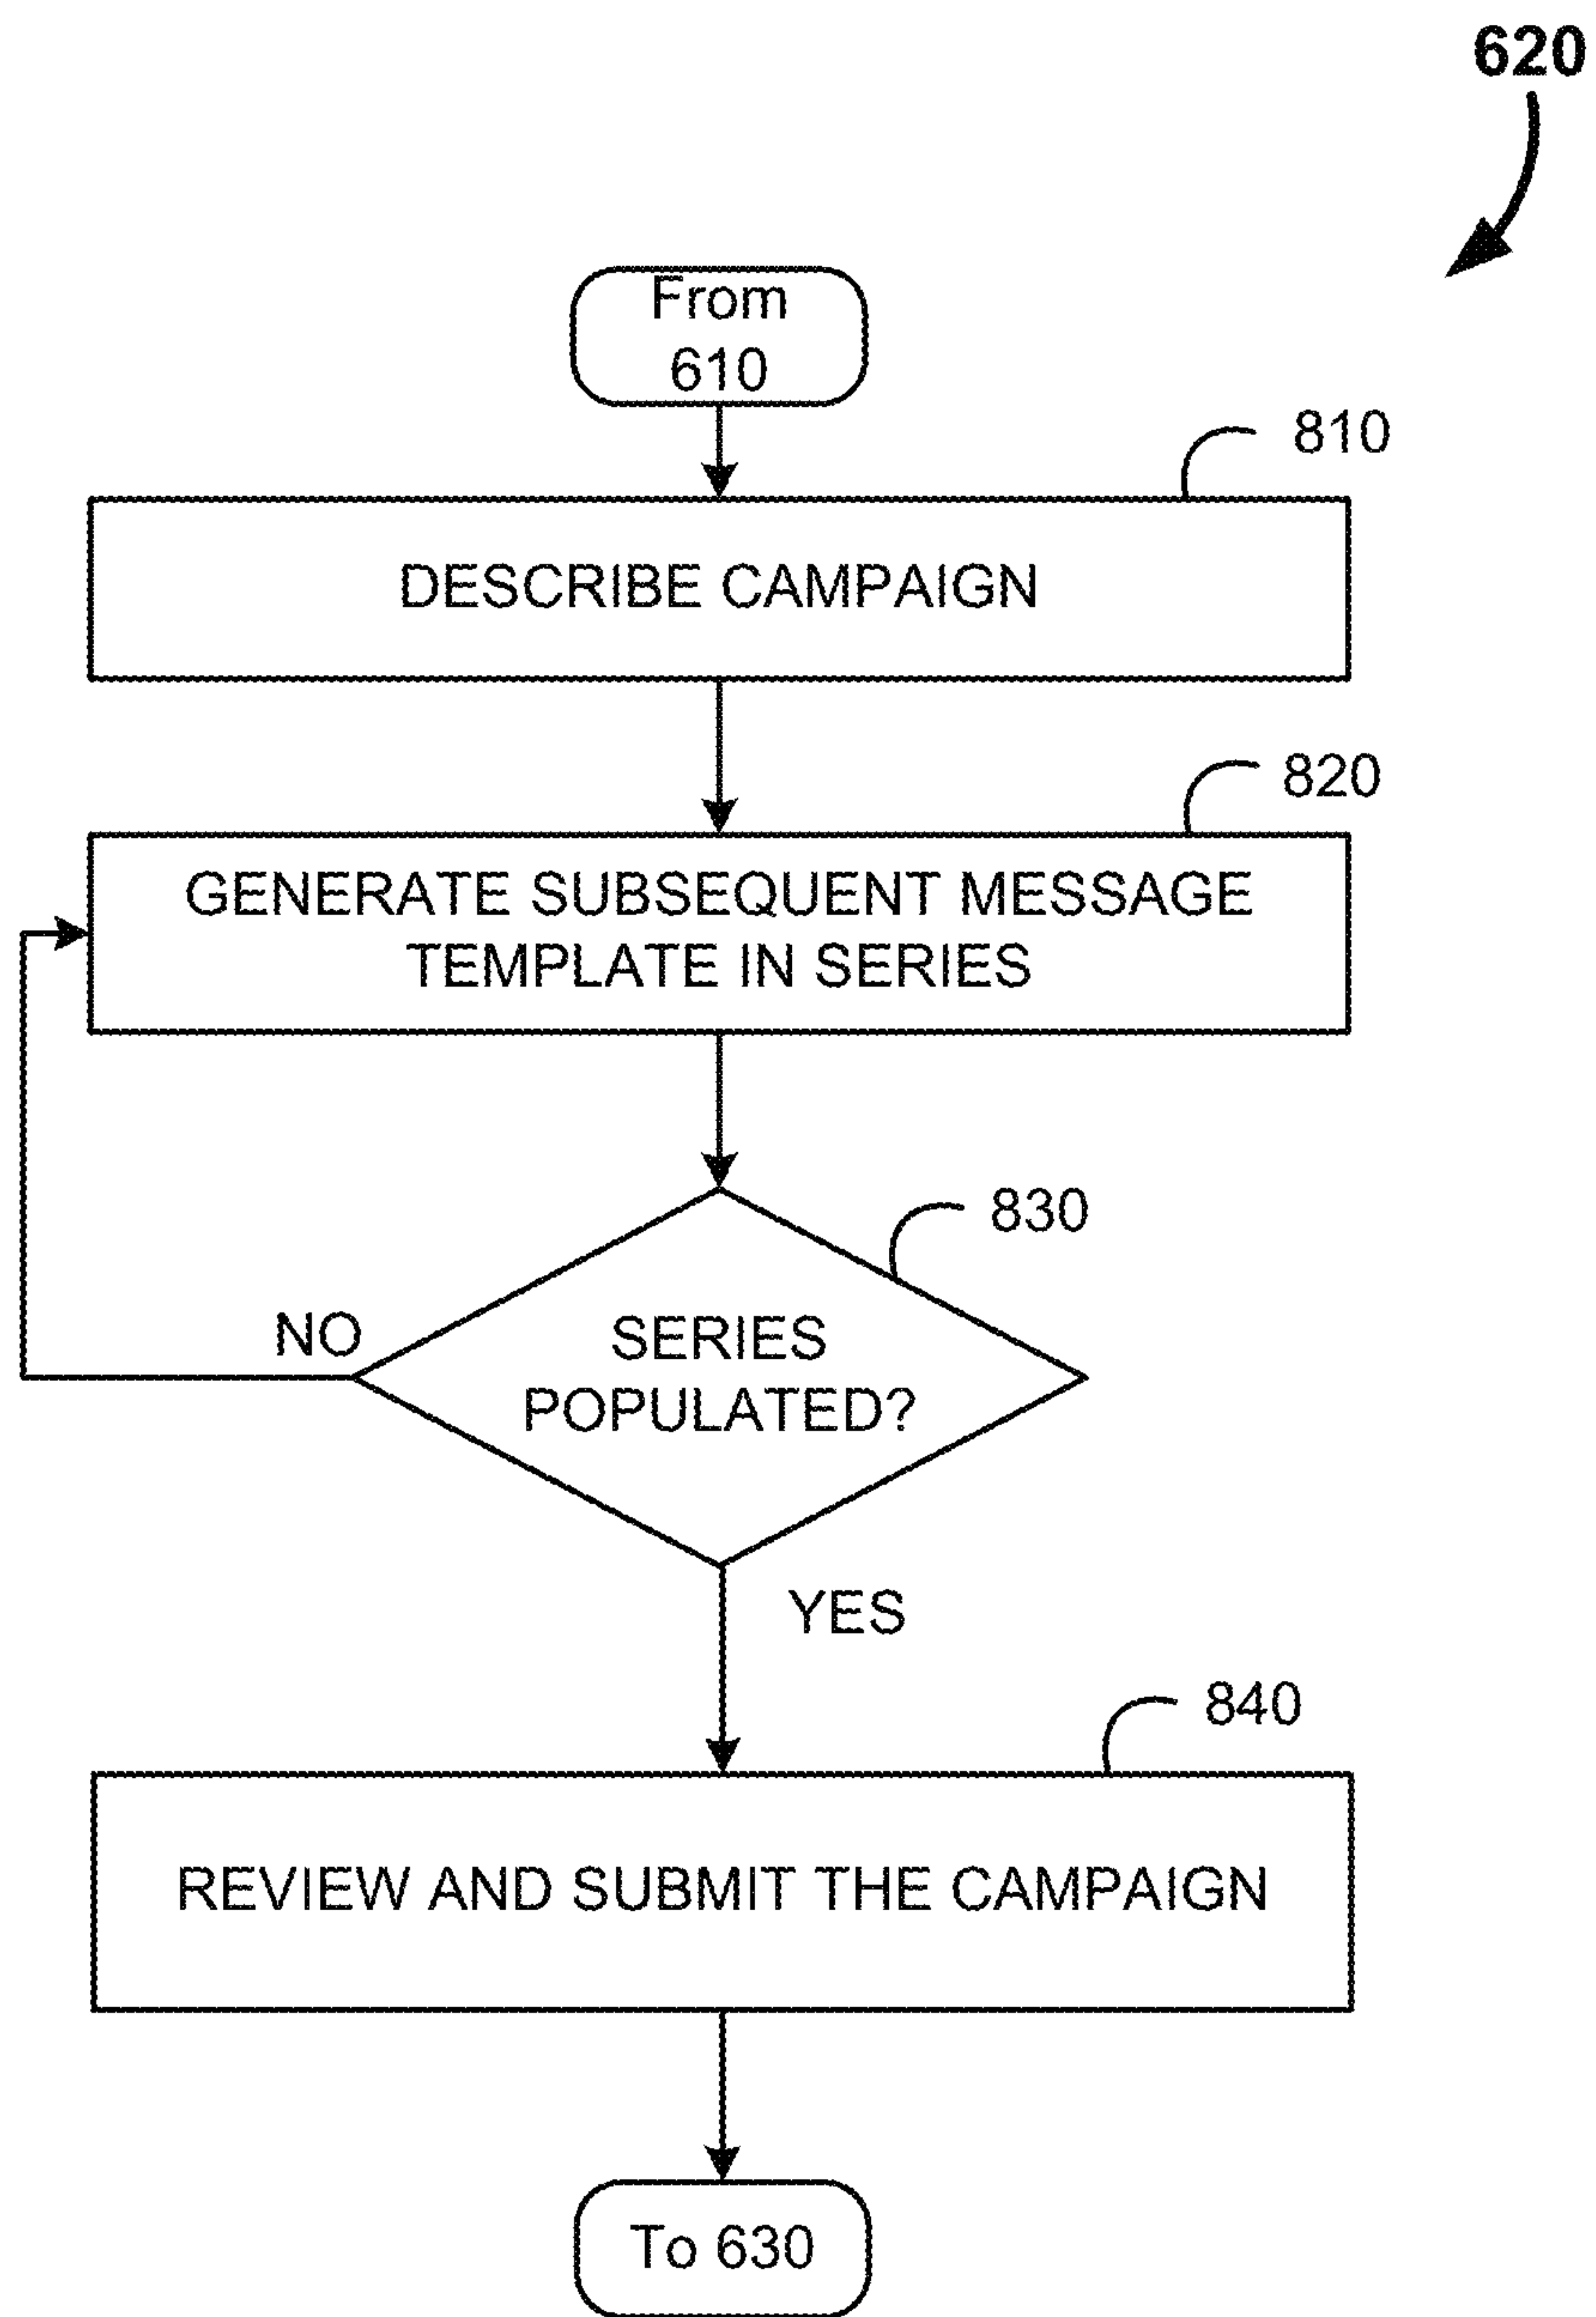 620
From
610
810
DESCRIBE CAMPAIGN
820
GENERATE SUBSEQUENT MESSAGE
TEMPLATE IN SERIES
830
NO
SERIES
POPULATED?
YES
840
REVIEW AND SUBMIT THE CAMPAIGN
To 630